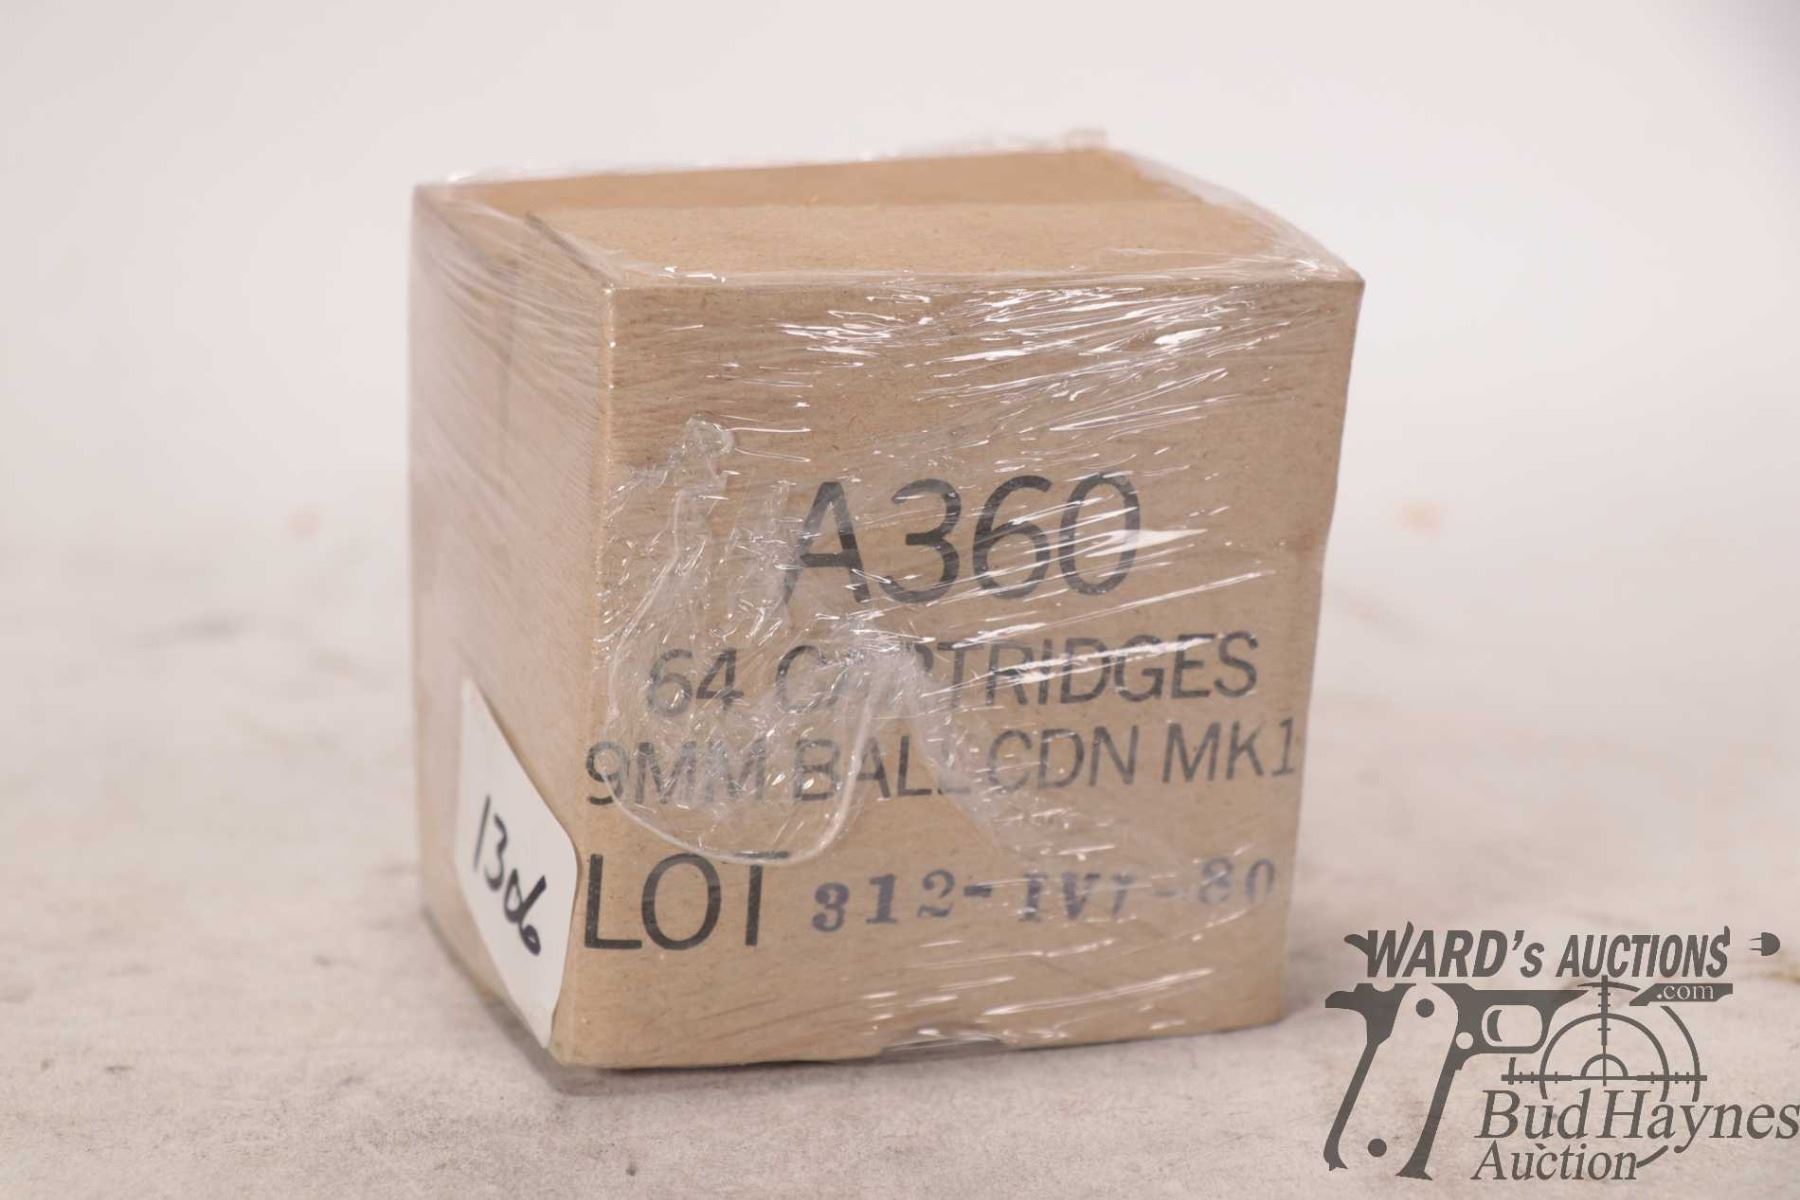 A360
64 CARTRIDGES
9MM BALL CDN MK1
LOT 312-IVI-80
1306
WARD's AUCTIONS
.com
Bud Haynes
Auction